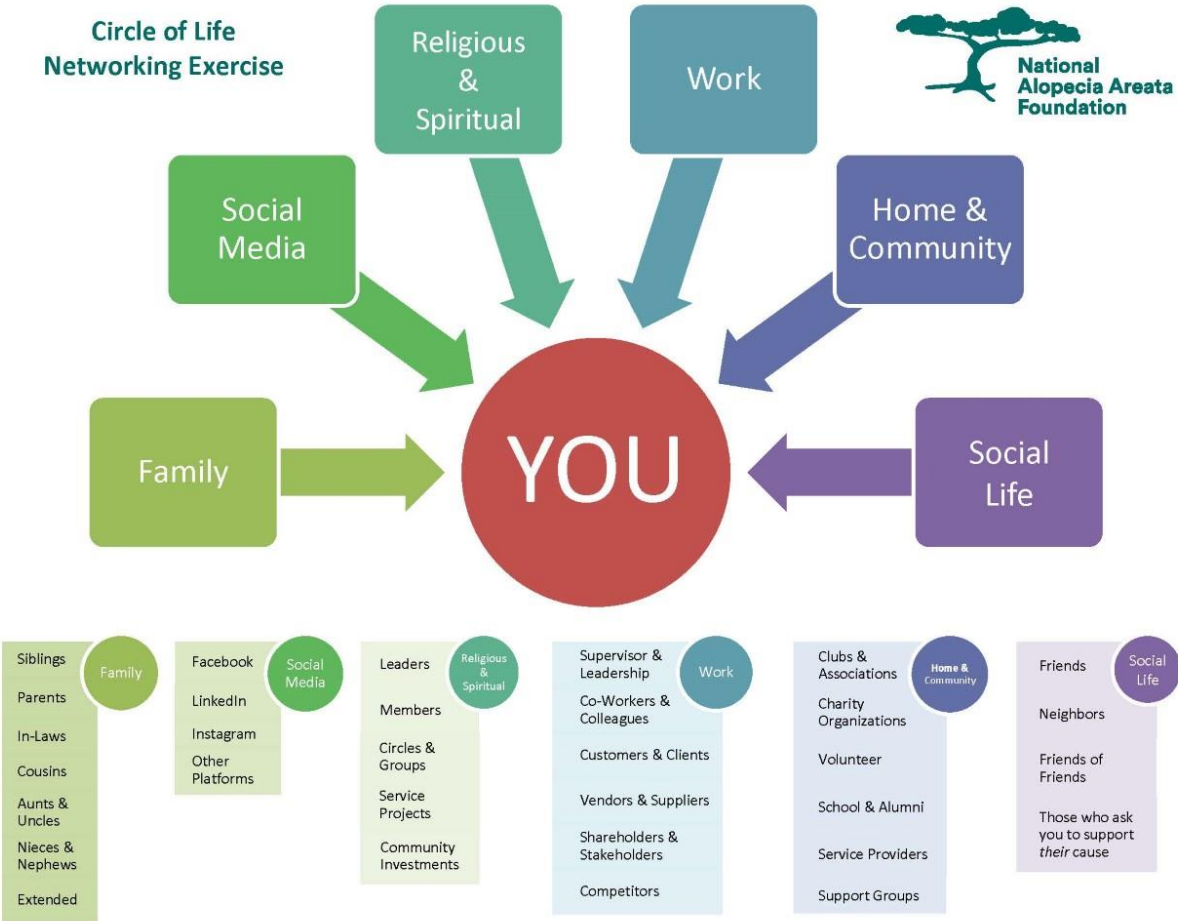 Circle of Life
Networking Exercise
National
Alopecia Areata
Foundation
Religious
&
Spiritual
Work
Social
Media
Home &
Community
Family
YOU
Social
Life
Family
Siblings
Parents
In-Laws
Cousins
Aunts &
Uncles
Nieces &
Nephews
Extended
Social
Media
Facebook
LinkedIn
Instagram
Other
Platforms
Religious
&
Spiritual
Leaders
Members
Circles &
Groups
Service
Projects
Community
Investments
Work
Supervisor &
Leadership
Co-Workers &
Colleagues
Customers & Clients
Vendors & Suppliers
Shareholders &
Stakeholders
Competitors
Home &
Community
Clubs &
Associations
Charity
Organizations
Volunteer
School & Alumni
Service Providers
Support Groups
Social
Life
Friends
Neighbors
Friends of
Friends
Those who ask
you to support
their cause